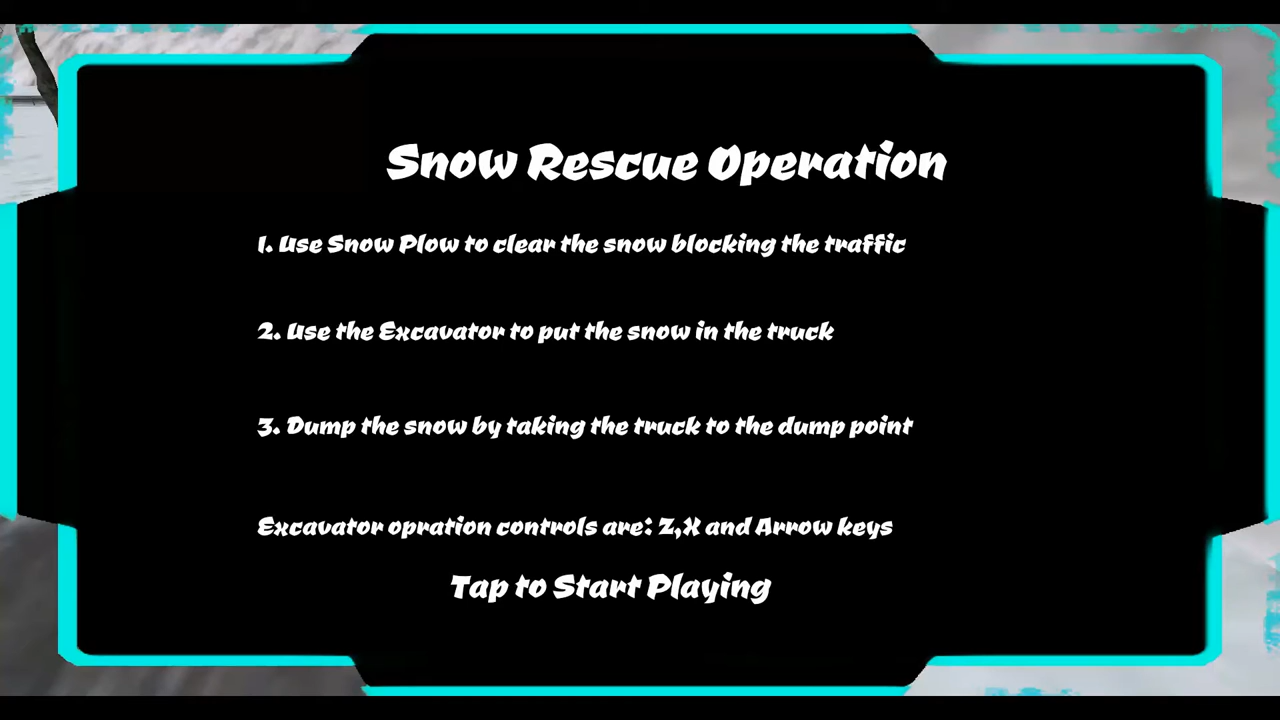 Snow Rescue Operation
1. Use Snow Plow to clear the snow blocking the traffic
2. Use the Excavator to put the snow in the truck
3. Dump the snow by taking the truck to the dump point
Excavator opration controls are: Z,X and Arrow keys
Tap to Start Playing